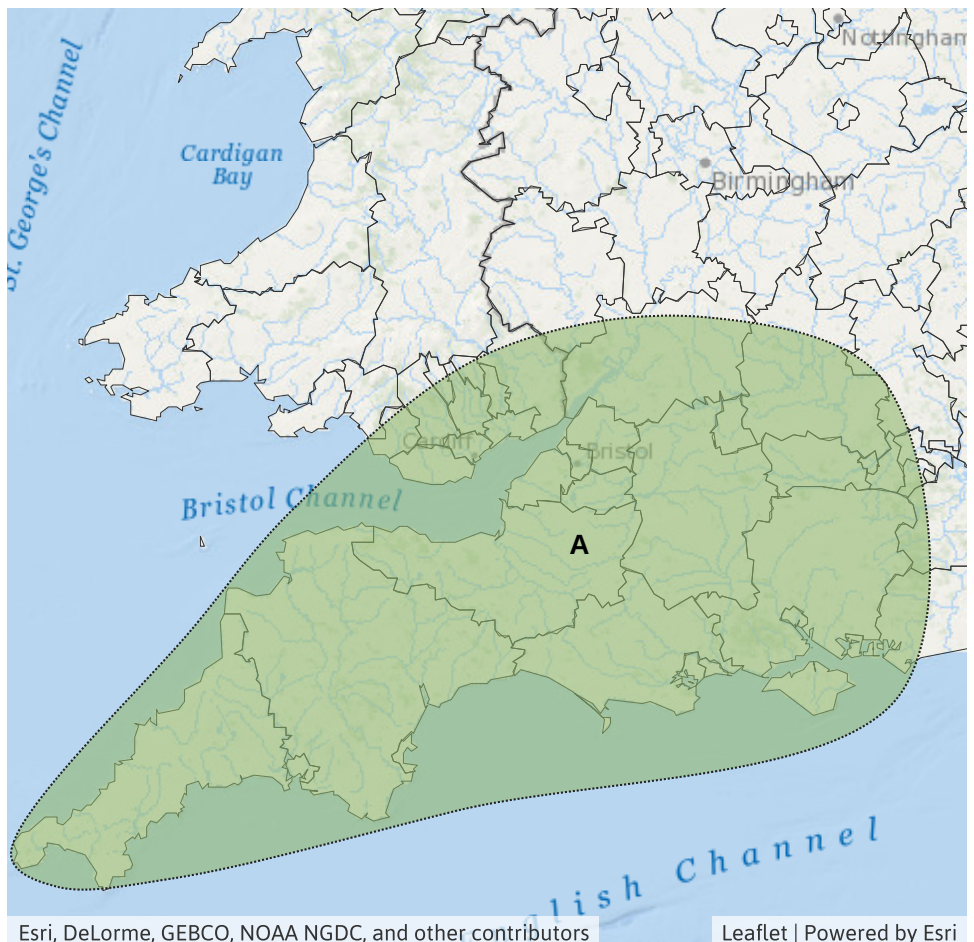 Nottingham
St. George's Channel
Cardigan
Bay
Birmingham
Cardiff
Bristol
Bristol Channel
A
alish Channel
Esri, DeLorme, GEBCO, NOAA NGDC, and other contributors
Leaflet | Powered by Esri